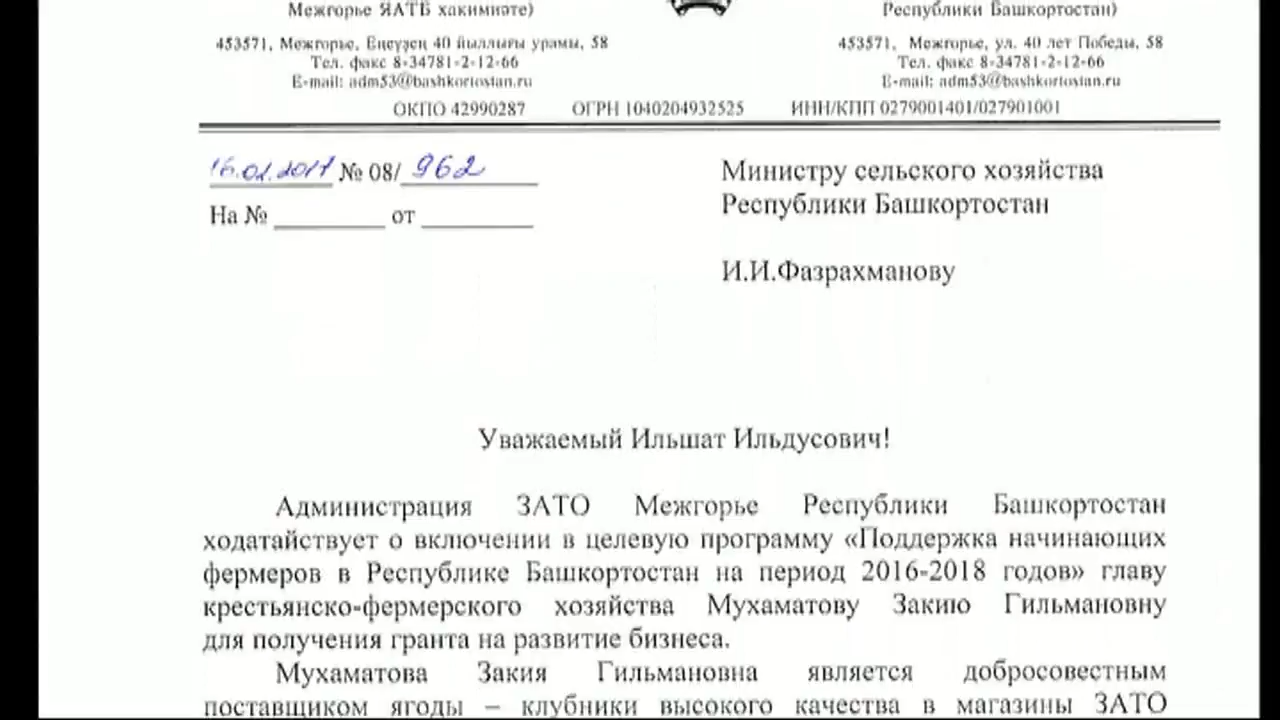 Межгорье ЯАТБ хакимиәте)
Республики Башкортостан)
453571, Межгорье, Еңеүҙең 40 йыллығы урамы, 58
453571, Межгорье, ул. 40 лет Победы, 58
Тел. факс 8-34781-2-12-66
Тел. факс 8-34781-2-12-66
E-mail: adm53@bashkortostan.ru
E-mail: adm53@bashkortostan.ru
ОКПО 42990287 ОГРН 1040204932525 ИНН/КПП 0279001401/027901001
16.02.2017 № 08/ 962
На № ________ от ________
Министру сельского хозяйства
Республики Башкортостан
И.И.Фазрахманову
Уважаемый Ильшат Ильдусович!
Администрация ЗАТО Межгорье Республики Башкортостан
ходатайствует о включении в целевую программу «Поддержка начинающих
фермеров в Республике Башкортостан на период 2016-2018 годов» главу
крестьянско-фермерского хозяйства Мухаматову Закию Гильмановну
для получения гранта на развитие бизнеса.
Мухаматова Закия Гильмановна является добросовестным
поставщиком ягоды – клубники высокого качества в магазины ЗАТО